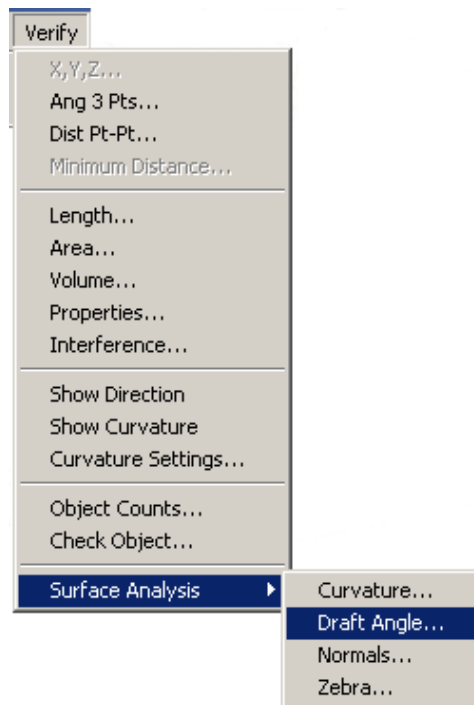 Verify
X,Y,Z...
Ang 3 Pts...
Dist Pt-Pt...
Minimum Distance...
Length...
Area...
Volume...
Properties...
Interference...
Show Direction
Show Curvature
Curvature Settings...
Object Counts...
Check Object...
Surface Analysis
Curvature...
Draft Angle...
Normals...
Zebra...